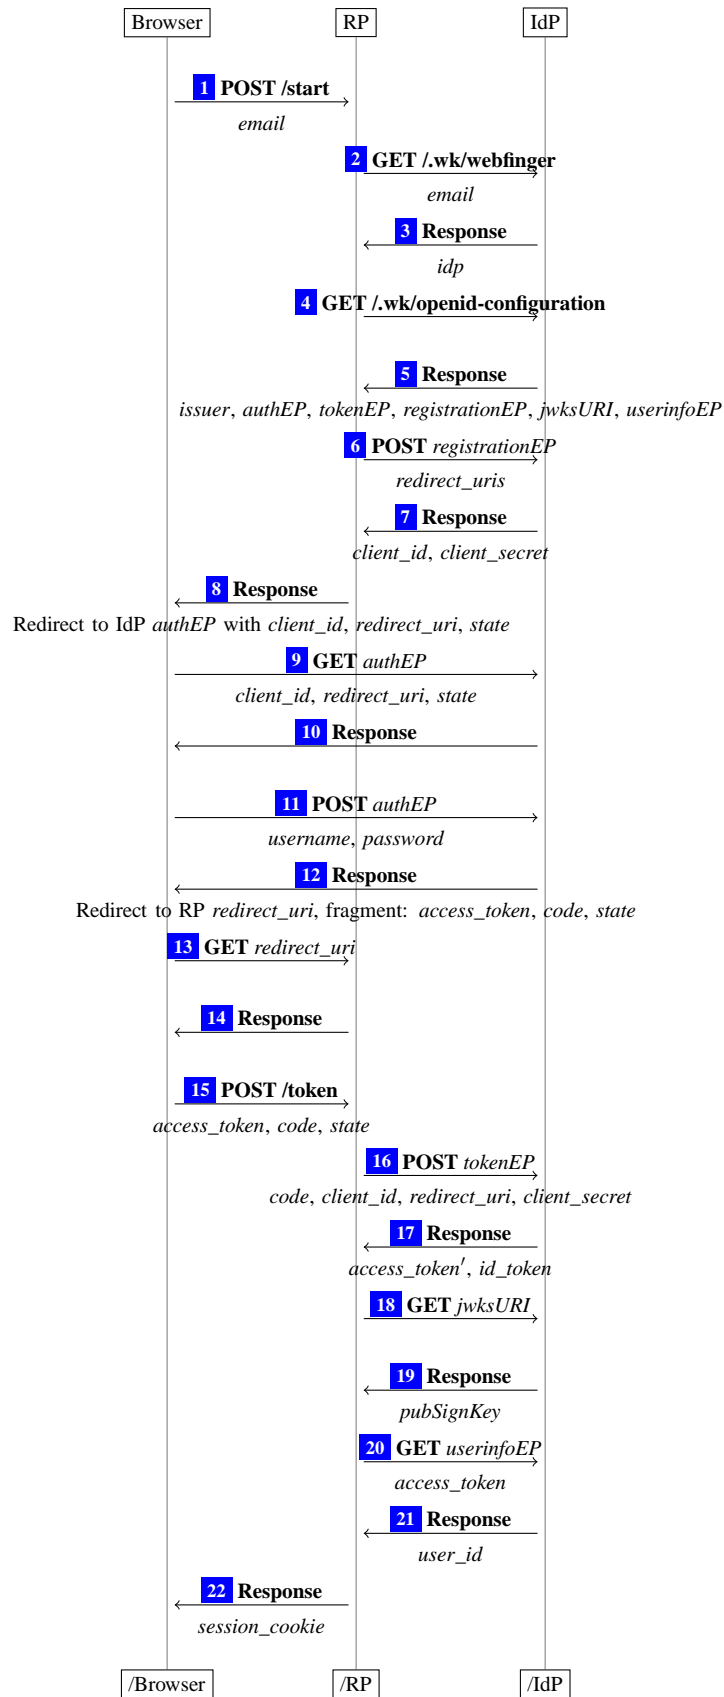 Browser RP IdP
1 POST /start
email
2 GET /.wk/webfinger
email
3 Response
idp
4 GET /.wk/openid-configuration
5 Response
issuer, authEP, tokenEP, registrationEP, jwksURI, userinfoEP
6 POST registrationEP
redirect_uris
7 Response
client_id, client_secret
8 Response
Redirect to IdP authEP with client_id, redirect_uri, state
9 GET authEP
client_id, redirect_uri, state
10 Response
11 POST authEP
username, password
12 Response
Redirect to RP redirect_uri, fragment: access_token, code, state
13 GET redirect_uri
14 Response
15 POST /token
access_token, code, state
16 POST tokenEP
code, client_id, redirect_uri, client_secret
17 Response
access_token′, id_token
18 GET jwksURI
19 Response
pubSignKey
20 GET userinfoEP
access_token
21 Response
user_id
22 Response
session_cookie
/Browser /RP /IdP